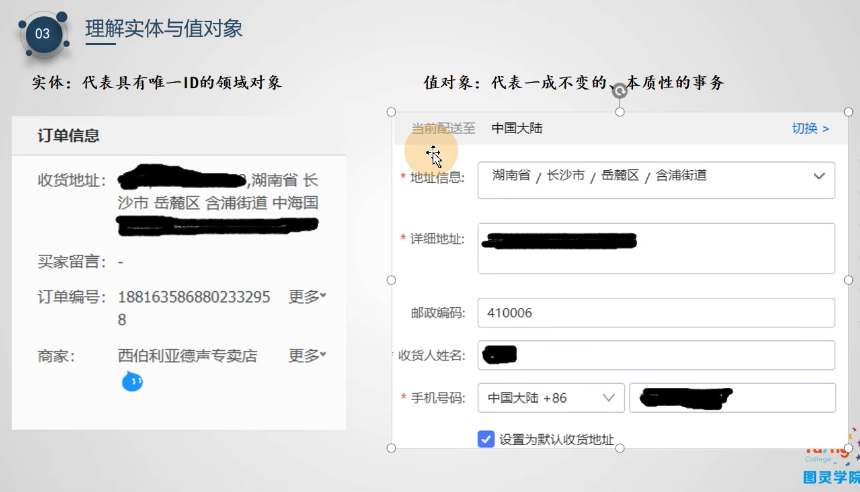 03
理解实体与值对象
实体：代表具有唯一ID的领域对象
值对象：代表一成不变的、本质性的事务
订单信息
收货地址：
,湖南省 长
沙市 岳麓区 含浦街道 中海国
买家留言：-
订单编号：188163586880233295 更多
8
商家：西伯利亚德声专卖店 更多
当前配送至 中国大陆 切换 >
* 地址信息: 湖南省 / 长沙市 / 岳麓区 / 含浦街道
* 详细地址:
邮政编码: 410006
* 收货人姓名:
* 手机号码: 中国大陆 +86
设置为默认收货地址
College
图灵学院